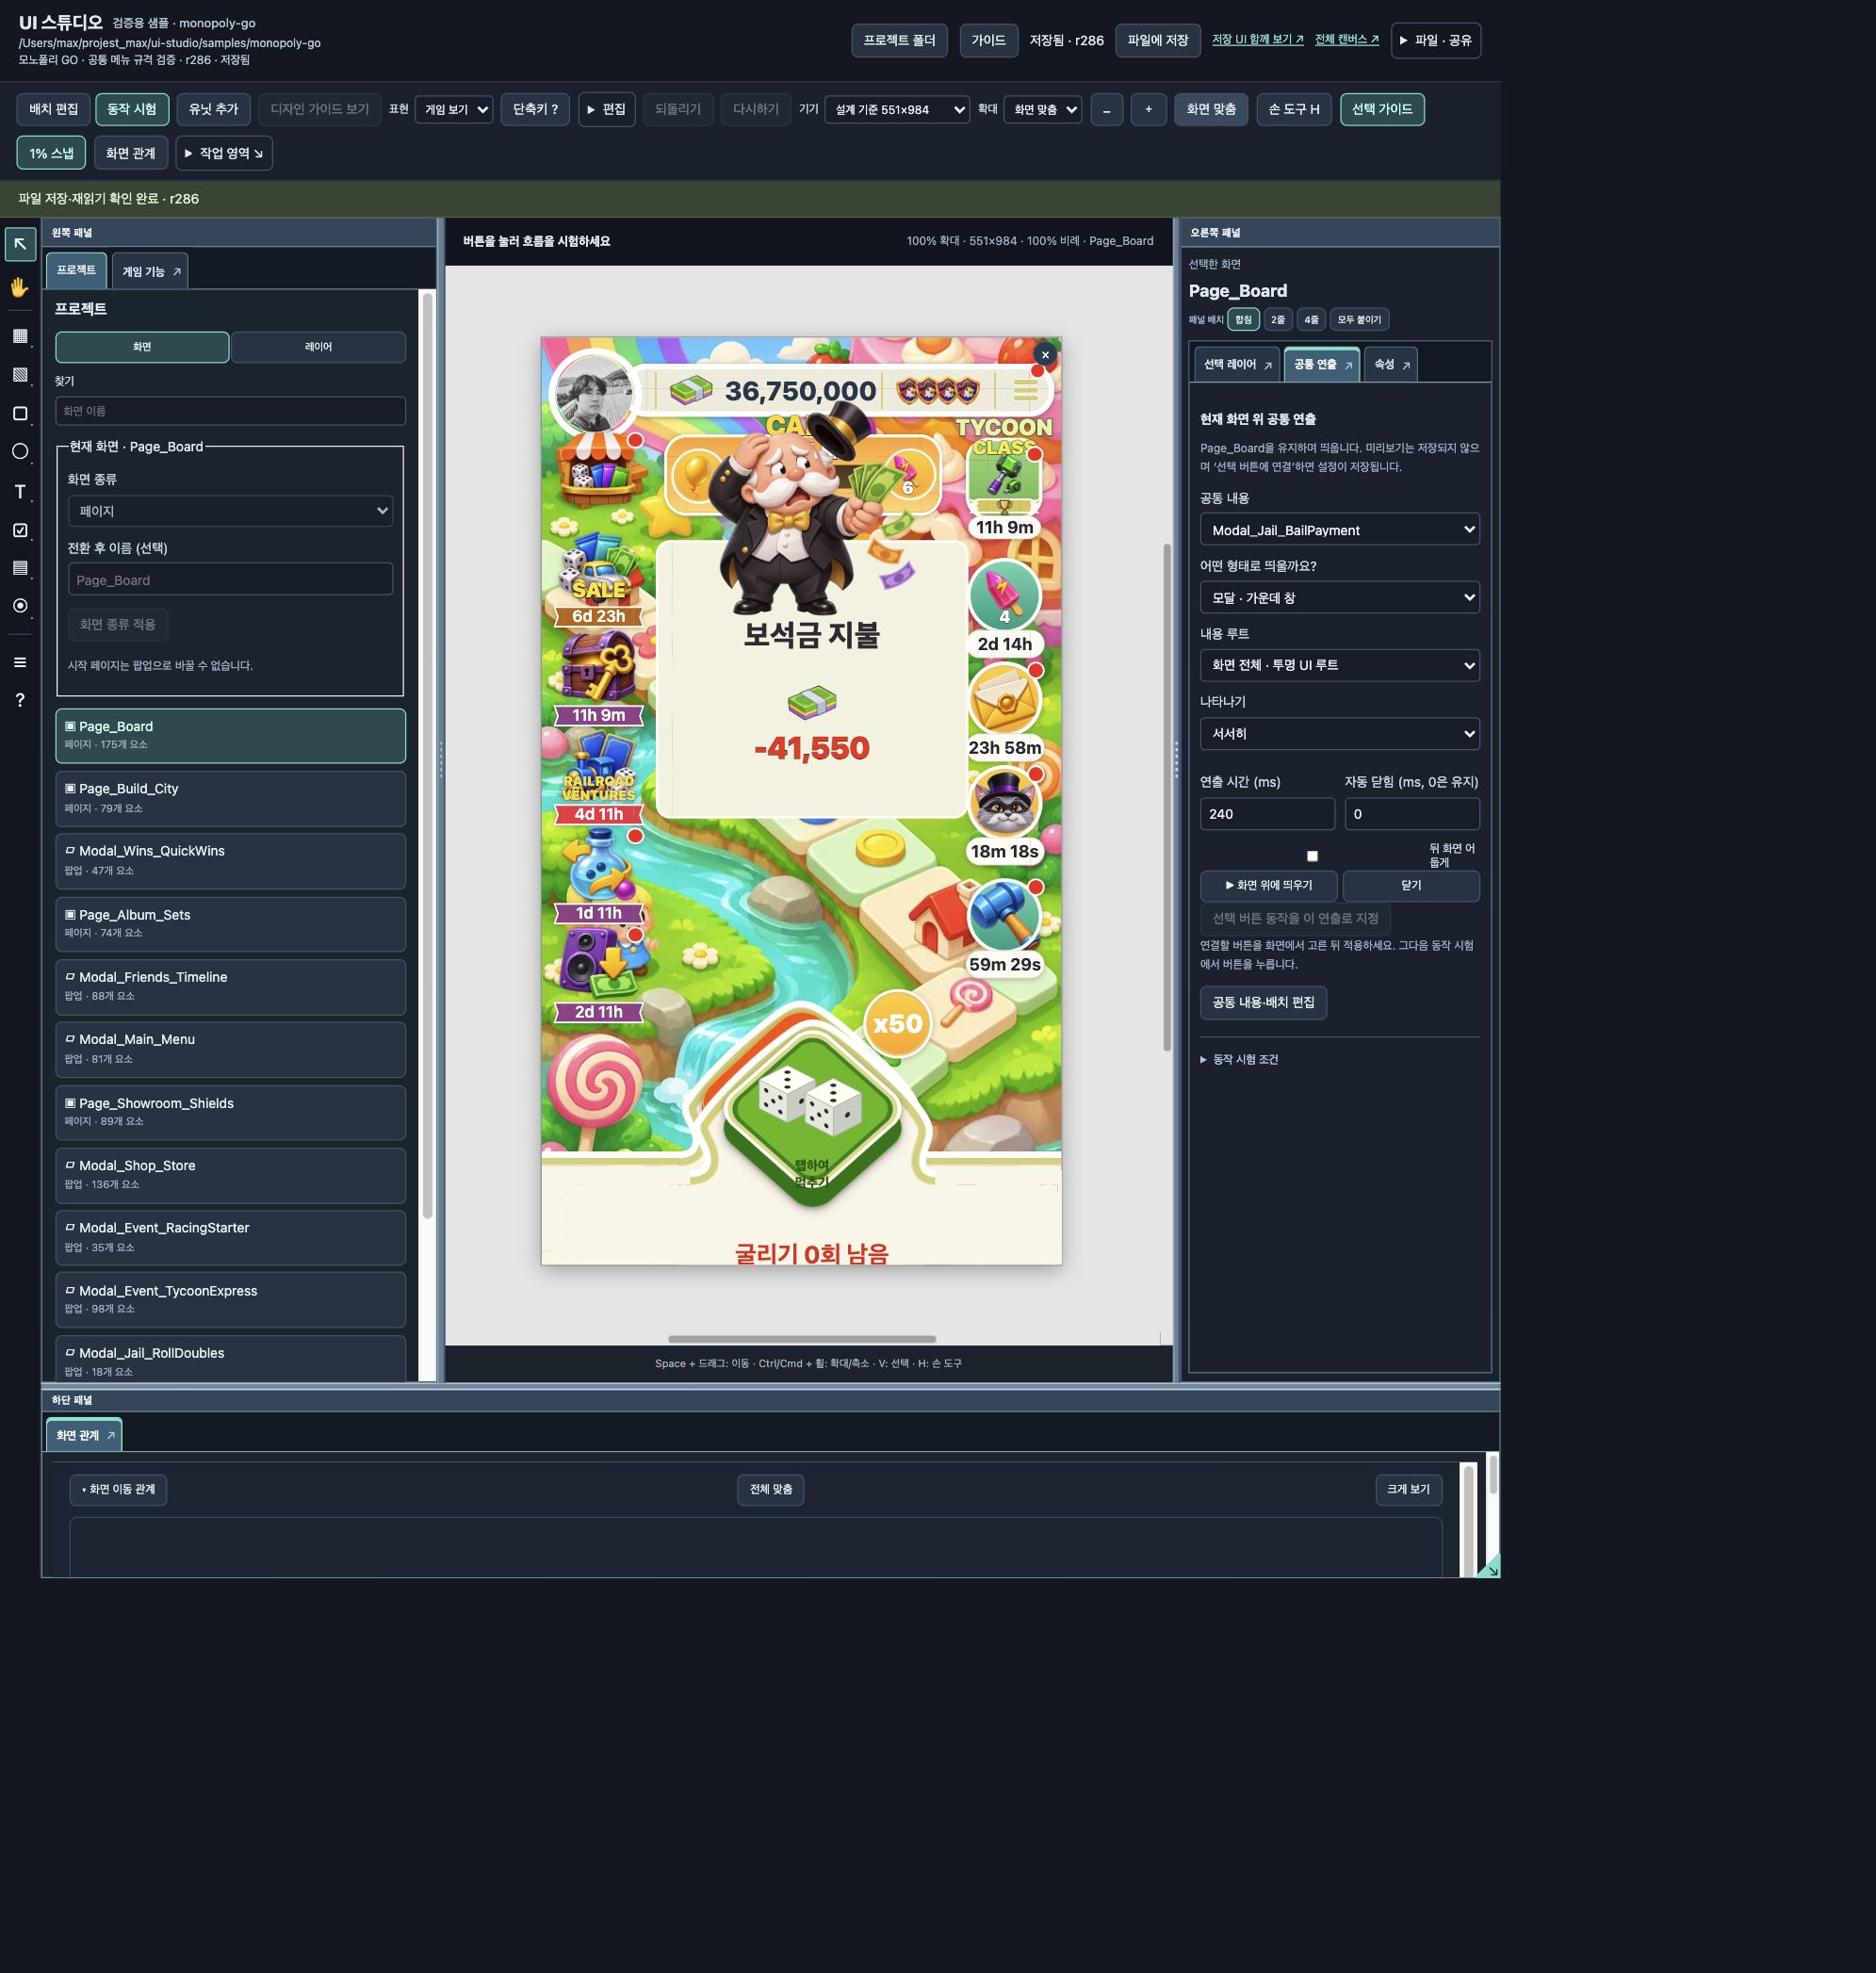 UI 스튜디오 검증용 샘플 · monopoly-go
/Users/max/projest_max/ui-studio/samples/monopoly-go
모노폴리 GO · 공통 메뉴 규격 검증 · r286 · 저장됨
프로젝트 폴더 가이드 저장됨 · r286 파일에 저장 저장 UI 함께 보기 ↗ 전체 캔버스 ↗ ▶ 파일 · 공유
배치 편집 동작 시험 유닛 추가 디자인 가이드 보기 표현 게임 보기 단축키 ? ▶ 편집 되돌리기 다시하기 기기 설계 기준 551×984 확대 화면 맞춤 – + 화면 맞춤 손 도구 H 선택 가이드
1% 스냅 화면 관계 ▶ 작업 영역 ↘
파일 저장·재읽기 확인 완료 · r286
왼쪽 패널
프로젝트 게임 기능 ↗
프로젝트
화면 레이어
찾기
화면 이름
현재 화면 · Page_Board
화면 종류
페이지
전환 후 이름 (선택)
Page_Board
화면 종류 적용
시작 페이지는 팝업으로 바꿀 수 없습니다.
Page_Board
페이지 · 175개 요소
Page_Build_City
페이지 · 79개 요소
Modal_Wins_QuickWins
팝업 · 47개 요소
Page_Album_Sets
페이지 · 74개 요소
Modal_Friends_Timeline
팝업 · 88개 요소
Modal_Main_Menu
팝업 · 81개 요소
Page_Showroom_Shields
페이지 · 89개 요소
Modal_Shop_Store
팝업 · 136개 요소
Modal_Event_RacingStarter
팝업 · 35개 요소
Modal_Event_TycoonExpress
팝업 · 98개 요소
Modal_Jail_RollDoubles
팝업 · 18개 요소
T
?
버튼을 눌러 흐름을 시험하세요 100% 확대 · 551×984 · 100% 비례 · Page_Board
×
36,750,000
TYCOON
CLASS
6
11h 9m
SALE
6d 23h
4
2d 14h
11h 9m
23h 58m
RAILROAD
VENTURES
4d 11h
18m 18s
1d 11h
59m 29s
2d 11h
보석금 지불
-41,550
x50
탭하여
멈추기
굴리기 0회 남음
Space + 드래그: 이동 · Ctrl/Cmd + 휠: 확대/축소 · V: 선택 · H: 손 도구
오른쪽 패널
선택한 화면
Page_Board
패널 배치 합침 2줄 4줄 모두 붙이기
선택 레이어 ↗ 공통 연출 ↗ 속성 ↗
현재 화면 위 공통 연출
Page_Board을 유지하며 띄웁니다. 미리보기는 저장되지 않으
며 ‘선택 버튼에 연결’하면 설정이 저장됩니다.
공통 내용
Modal_Jail_BailPayment
어떤 형태로 띄울까요?
모달 · 가운데 창
내용 루트
화면 전체 · 투명 UI 루트
나타나기
서서히
연출 시간 (ms) 자동 닫힘 (ms, 0은 유지)
240 0
뒤 화면 어
둡게
▶ 화면 위에 띄우기 닫기
선택 버튼 동작을 이 연출로 지정
연결할 버튼을 화면에서 고른 뒤 적용하세요. 그다음 동작 시험
에서 버튼을 누릅니다.
공통 내용·배치 편집
▶ 동작 시험 조건
하단 패널
화면 관계 ↗
▾ 화면 이동 관계 전체 맞춤 크게 보기